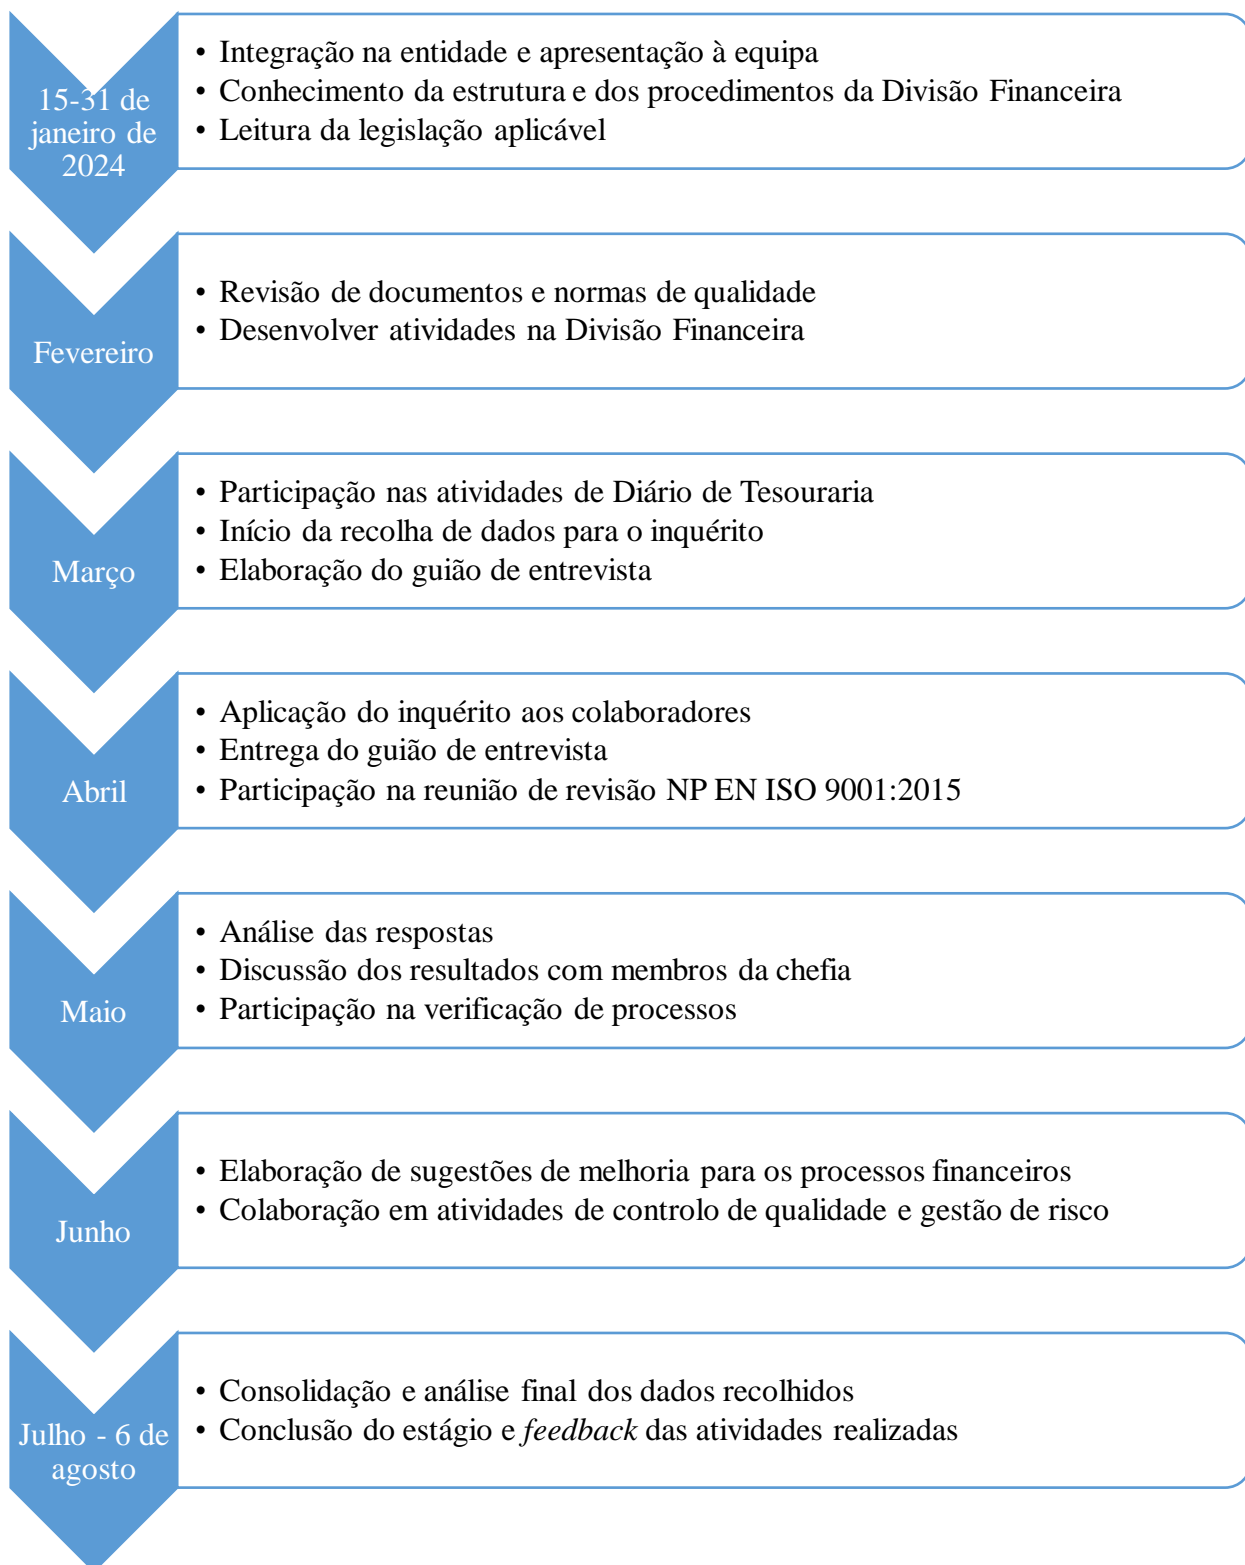 15-31 de
janeiro de
2024
• Integração na entidade e apresentação à equipa
• Conhecimento da estrutura e dos procedimentos da Divisão Financeira
• Leitura da legislação aplicável
Fevereiro
• Revisão de documentos e normas de qualidade
• Desenvolver atividades na Divisão Financeira
Março
• Participação nas atividades de Diário de Tesouraria
• Início da recolha de dados para o inquérito
• Elaboração do guião de entrevista
Abril
• Aplicação do inquérito aos colaboradores
• Entrega do guião de entrevista
• Participação na reunião de revisão NP EN ISO 9001:2015
Maio
• Análise das respostas
• Discussão dos resultados com membros da chefia
• Participação na verificação de processos
Junho
• Elaboração de sugestões de melhoria para os processos financeiros
• Colaboração em atividades de controlo de qualidade e gestão de risco
Julho - 6 de
agosto
• Consolidação e análise final dos dados recolhidos
• Conclusão do estágio e feedback das atividades realizadas